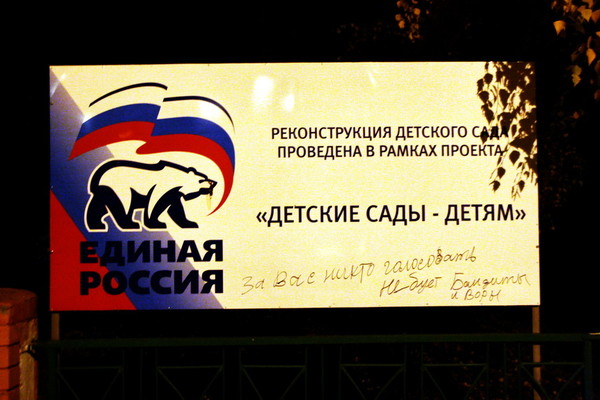 РЕКОНСТРУКЦИЯ ДЕТСКОГО САДА
ПРОВЕДЕНА В РАМКАХ ПРОЕКТА
«ДЕТСКИЕ САДЫ - ДЕТЯМ»
ЕДИНАЯ
РОССИЯ
За Вас никто голосовать
не будет Бандиты
и Воры